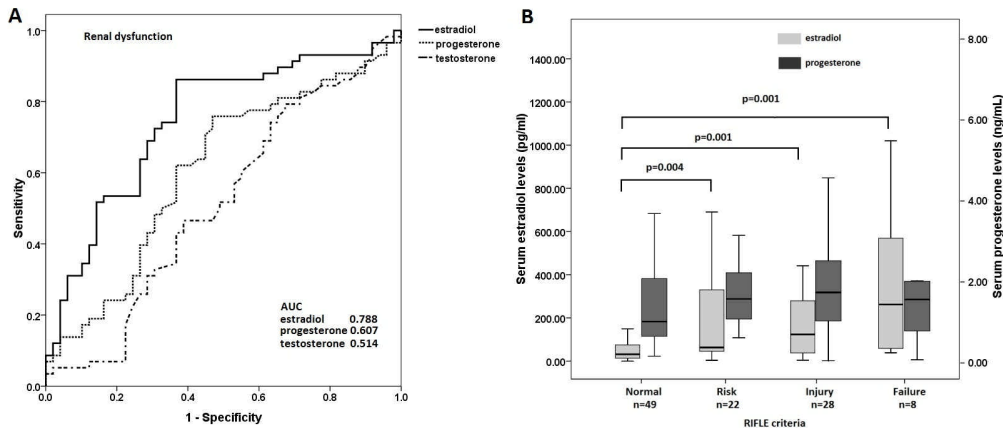 A
Renal dysfunction
estradiol
progesterone
testosterone
Sensitivity
1.0
0.8
0.6
0.4
0.2
0.0
AUC
estradiol 0.788
progesterone 0.607
testosterone 0.514
0.0 0.2 0.4 0.6 0.8 1.0
1 - Specificity
B
estradiol
progesterone
Serum estradiol levels (pg/ml)
1400.00
1200.00
1000.00
800.00
600.00
400.00
200.00
.00
p=0.001
p=0.001
p=0.004
8.00
6.00
4.00
2.00
0.00
Serum progesterone levels (ng/mL)
Normal Risk Injury Failure
n=49 n=22 n=28 n=8
RIFLE criteria